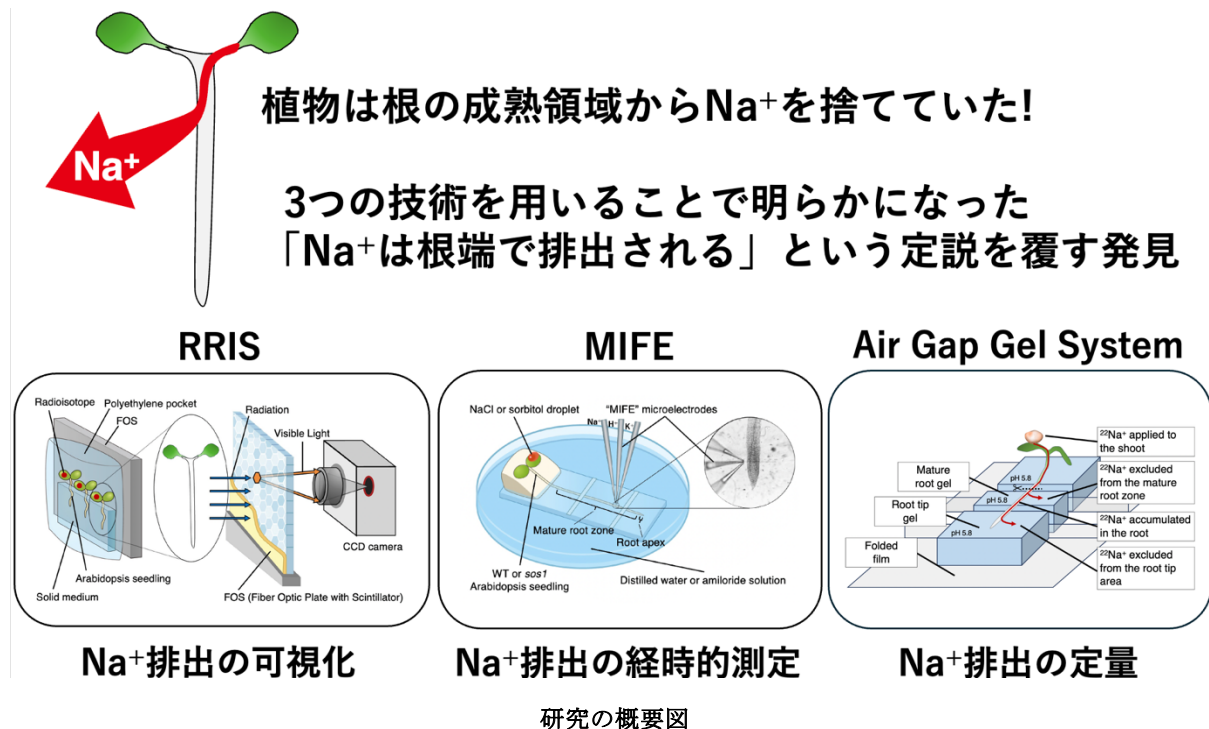 Na⁺
植物は根の成熟領域からNa⁺を捨てていた!
3つの技術を用いることで明らかになった
「Na⁺は根端で排出される」という定説を覆す発見
RRIS
Radioisotope
Polyethylene pocket
FOS
Radiation
Visible Light
CCD camera
Arabidopsis seedling
Solid medium
FOS (Fiber Optic Plate with Scintillator)
Na⁺排出の可視化
MIFE
NaCl or sorbitol droplet
"MIFE" microelectrodes
Na⁺ H⁺ K⁺
Mature root zone
Root apex
WT or sos1
Arabidopsis seedling
Distilled water or amiloride solution
Na⁺排出の経時的測定
Air Gap Gel System
²²Na⁺ applied to
the shoot
Mature
root gel
pH 5.8
²²Na⁺ excluded
from the mature
root zone
Root tip
gel
pH 5.8
²²Na⁺ accumulated
in the root
Folded
film
pH 5.8
²²Na⁺ excluded
from the root tip
area
Na⁺排出の定量
研究の概要図